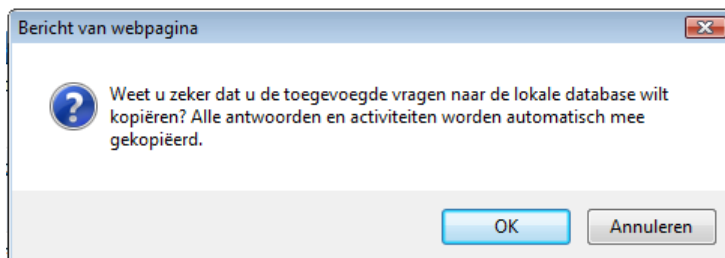 Bericht van webpagina
Weet u zeker dat u de toegevoegde vragen naar de lokale database wilt
kopiëren? Alle antwoorden en activiteiten worden automatisch mee
gekopiëerd.
OK
Annuleren